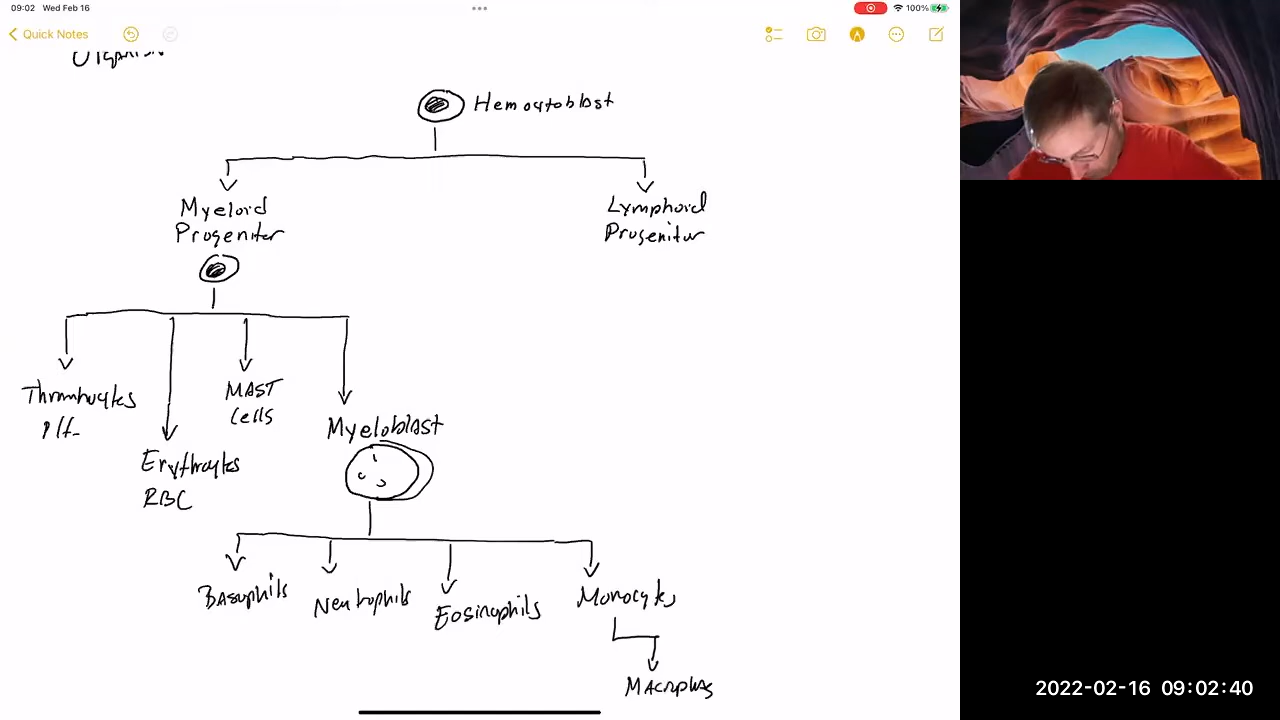 09:02 Wed Feb 16
100%
Quick Notes
Hemocytoblast
Myeloid
Progenitor
Lymphoid
Progenitor
Thrombocytes
Plt
MAST
Cells
Myeloblast
Erythrocytes
RBC
Basophils
Neutrophils
Eosinophils
Monocytes
Macrophas
2022-02-16 09:02:40